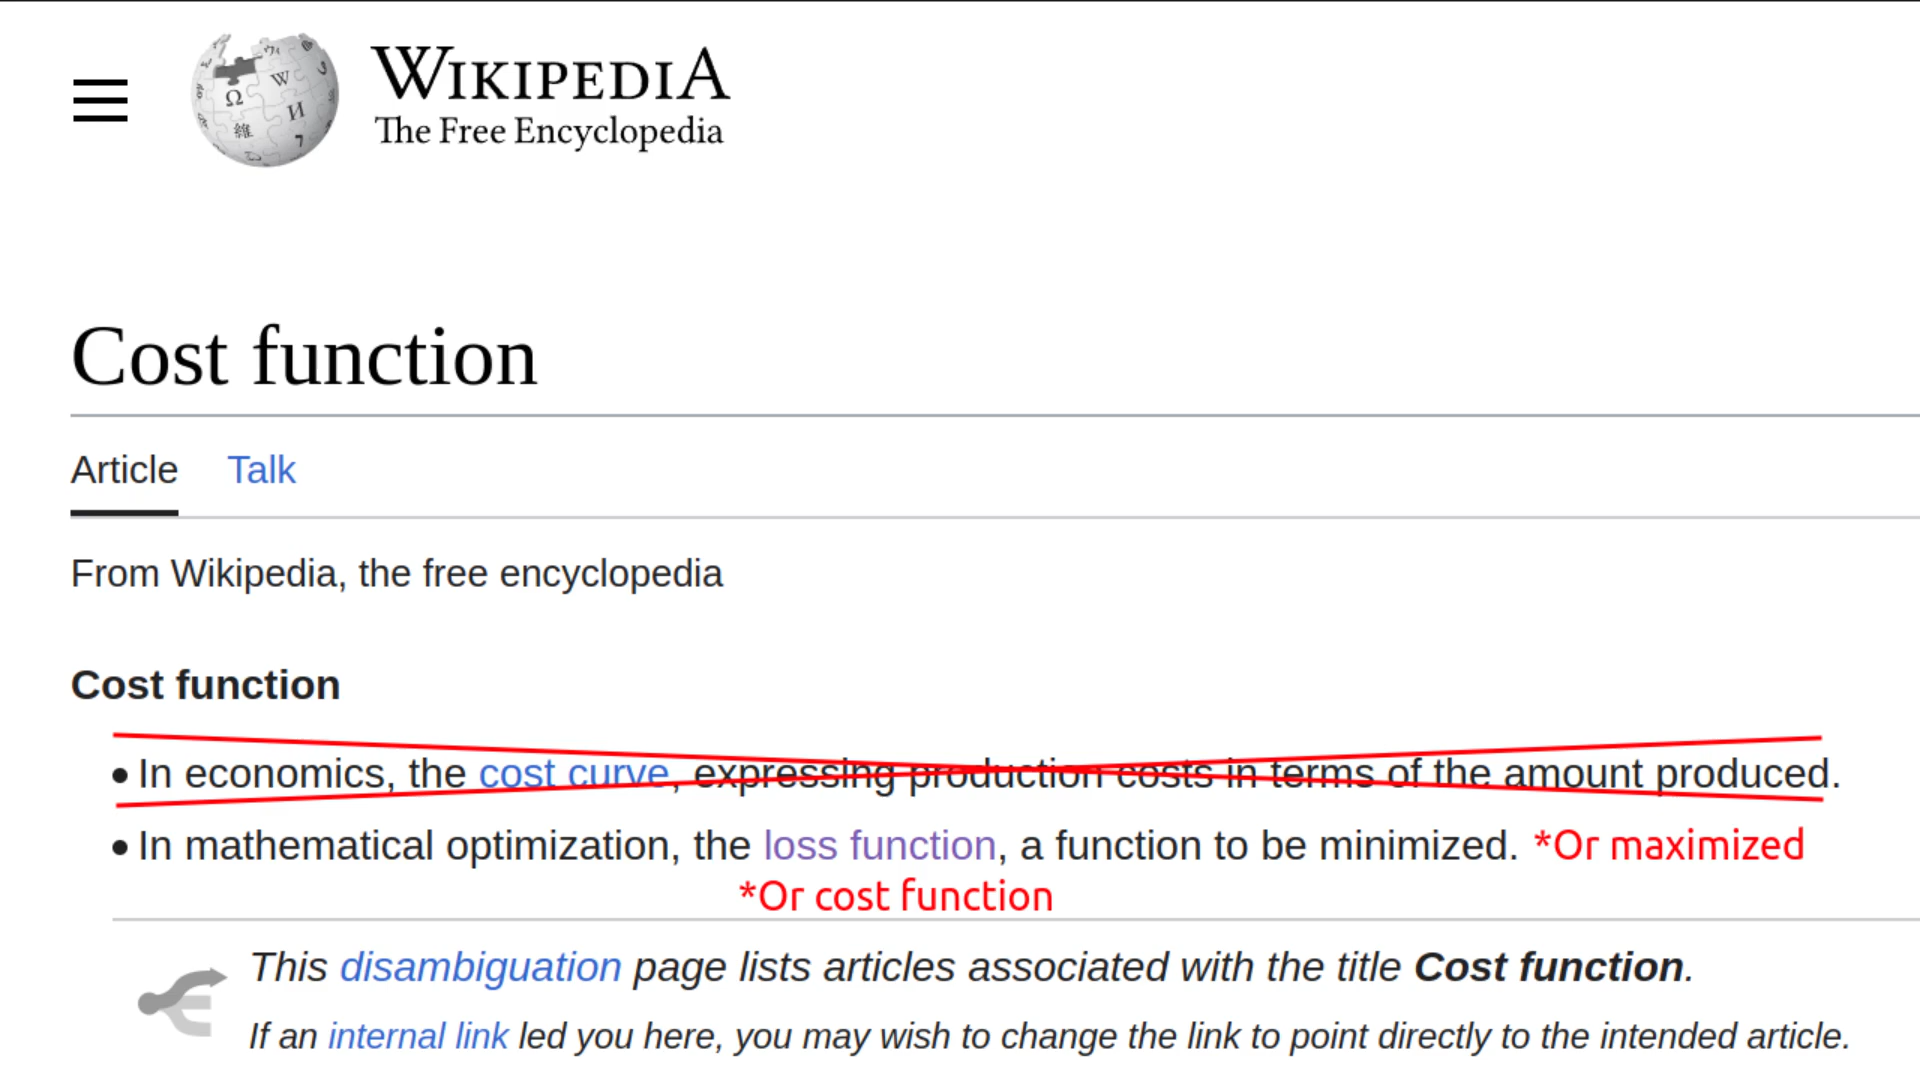 WIKIPEDIA
The Free Encyclopedia
Cost function
Article Talk
From Wikipedia, the free encyclopedia
Cost function
• In economics, the cost curve, expressing production costs in terms of the amount produced.
• In mathematical optimization, the loss function, a function to be minimized. *Or maximized
*Or cost function
This disambiguation page lists articles associated with the title Cost function.
If an internal link led you here, you may wish to change the link to point directly to the intended article.